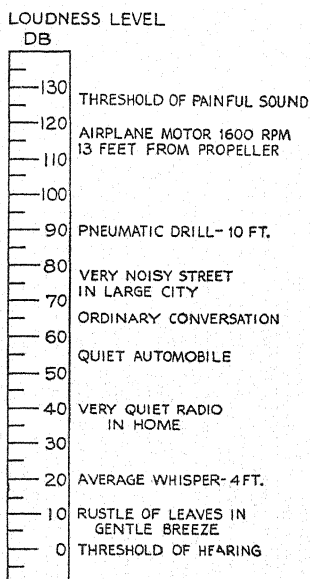 LOUDNESS LEVEL
DB
130
THRESHOLD OF PAINFUL SOUND
120
AIRPLANE MOTOR 1600 RPM
13 FEET FROM PROPELLER
110
100
90 PNEUMATIC DRILL-10 FT.
80
VERY NOISY STREET
IN LARGE CITY
70
ORDINARY CONVERSATION
60
QUIET AUTOMOBILE
50
40 VERY QUIET RADIO
IN HOME
30
20 AVERAGE WHISPER-4FT.
10 RUSTLE OF LEAVES IN
GENTLE BREEZE
0 THRESHOLD OF HEARING